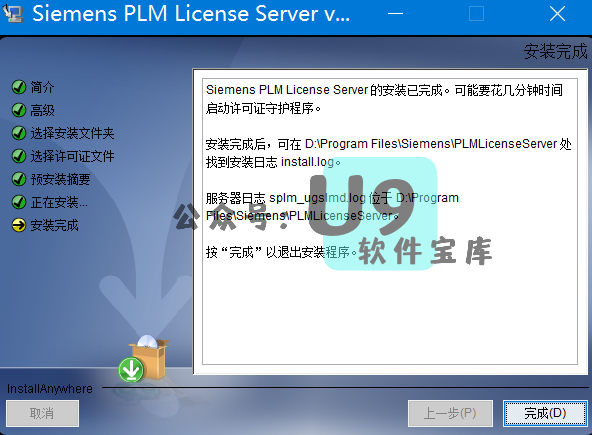 Siemens PLM License Server v...
安装完成
简介
高级
选择安装文件夹
选择许可证文件
预安装摘要
正在安装...
安装完成
Siemens PLM License Server 的安装已完成。可能要花几分钟时间
启动许可证守护程序。
安装完成后，可在 D:\Program Files\Siemens\PLMLicenseServer 处
找到安装日志 install.log。
服务器日志 splm_ugslmd.log 位于 D:\Program
Files\Siemens\PLMLicenseServer。
按“完成”以退出安装程序。
公众号：U9
软件宝库
InstallAnywhere
取消
上一步(P)
完成(D)